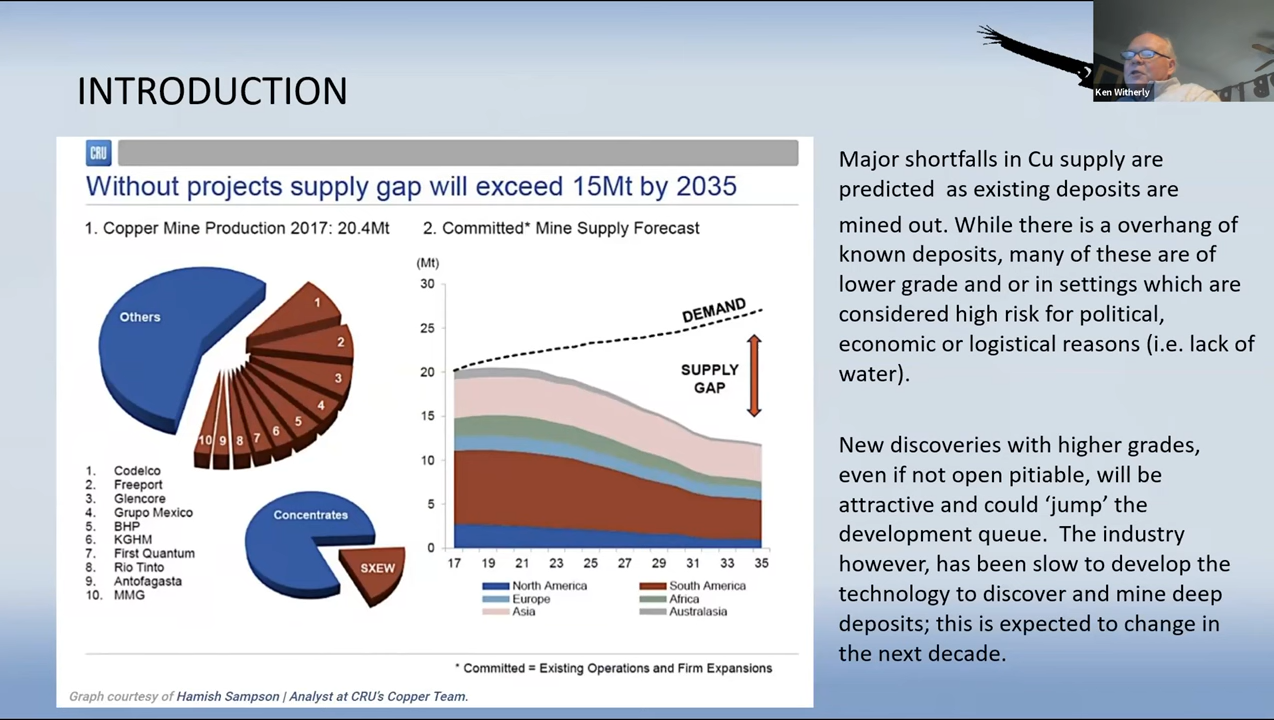 INTRODUCTION
Ken Witherly
CRU
Without projects supply gap will exceed 15Mt by 2035
1. Copper Mine Production 2017: 20.4Mt
Others
1
2
3
4
5
6
7
8
9
10
1. Codelco
2. Freeport
3. Glencore
4. Grupo Mexico
5. BHP
6. KGHM
7. First Quantum
8. Rio Tinto
9. Antofagasta
10. MMG
Concentrates
SXEW
2. Committed* Mine Supply Forecast
(Mt)
30
25
20
15
10
5
0
DEMAND
SUPPLY
GAP
17 19 21 23 25 27 29 31 33 35
North America South America
Europe Africa
Asia Australasia
* Committed = Existing Operations and Firm Expansions
Graph courtesy of Hamish Sampson | Analyst at CRU's Copper Team.
Major shortfalls in Cu supply are
predicted as existing deposits are
mined out. While there is a overhang of
known deposits, many of these are of
lower grade and or in settings which are
considered high risk for political,
economic or logistical reasons (i.e. lack of
water).
New discoveries with higher grades,
even if not open pitiable, will be
attractive and could ‘jump’ the
development queue. The industry
however, has been slow to develop the
technology to discover and mine deep
deposits; this is expected to change in
the next decade.